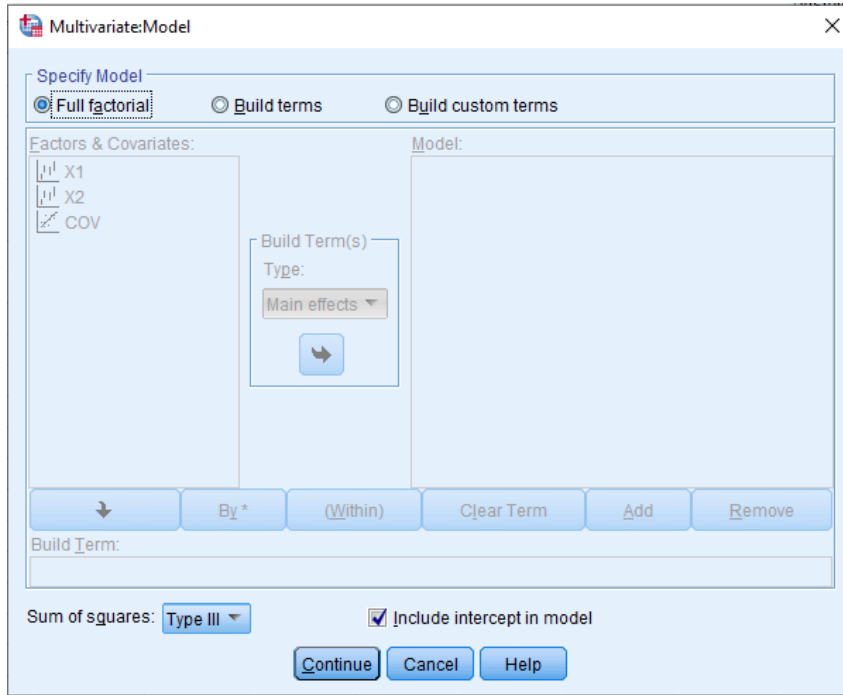 Multivariate:Model
Specify Model
Full factorial
Build terms
Build custom terms
Factors & Covariates:
Model:
X1
X2
COV
Build Term(s)
Type:
Main effects
By *
(Within)
Clear Term
Add
Remove
Build Term:
Sum of squares:
Type III
Include intercept in model
Continue
Cancel
Help